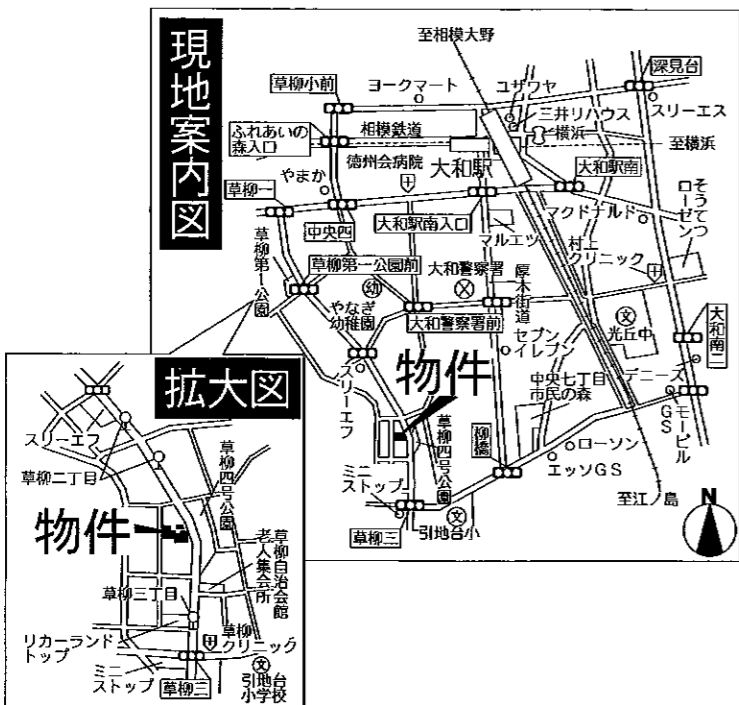 現地案内図
至相模大野
草柳小前
ヨークマート
ユザワヤ
深見台
三井リハウス
スリーエス
ふれあいの
森入口
相模鉄道
横浜
至横浜
徳州会病院
大和駅
大和駅南
やまか
草柳一
中央四
大和駅南入口
マルエツ
マクドナルド
そうてつ
ローゼン
村上
クリニック
草柳第一公園
草柳第一公園前
大和警察署
厚木街道
幼
やなぎ
幼稚園
大和警察署前
文
光丘中
大和南二
セブン
イレブン
スリーエフ
物件
中央七丁目
市民の森
デニーズ
モービル
GS
草柳四号公園
柳橋
ローソン
エッソGS
ミニ
ストップ
草柳三
文
引地台小
至江ノ島
N
拡大図
スリーエフ
草柳二丁目
草柳四号公園
物件
草柳自治会館
老人集会所
草柳三丁目
リカーランド
トップ
草柳
クリニック
ミニ
ストップ
草柳三
文
引地台
小学校